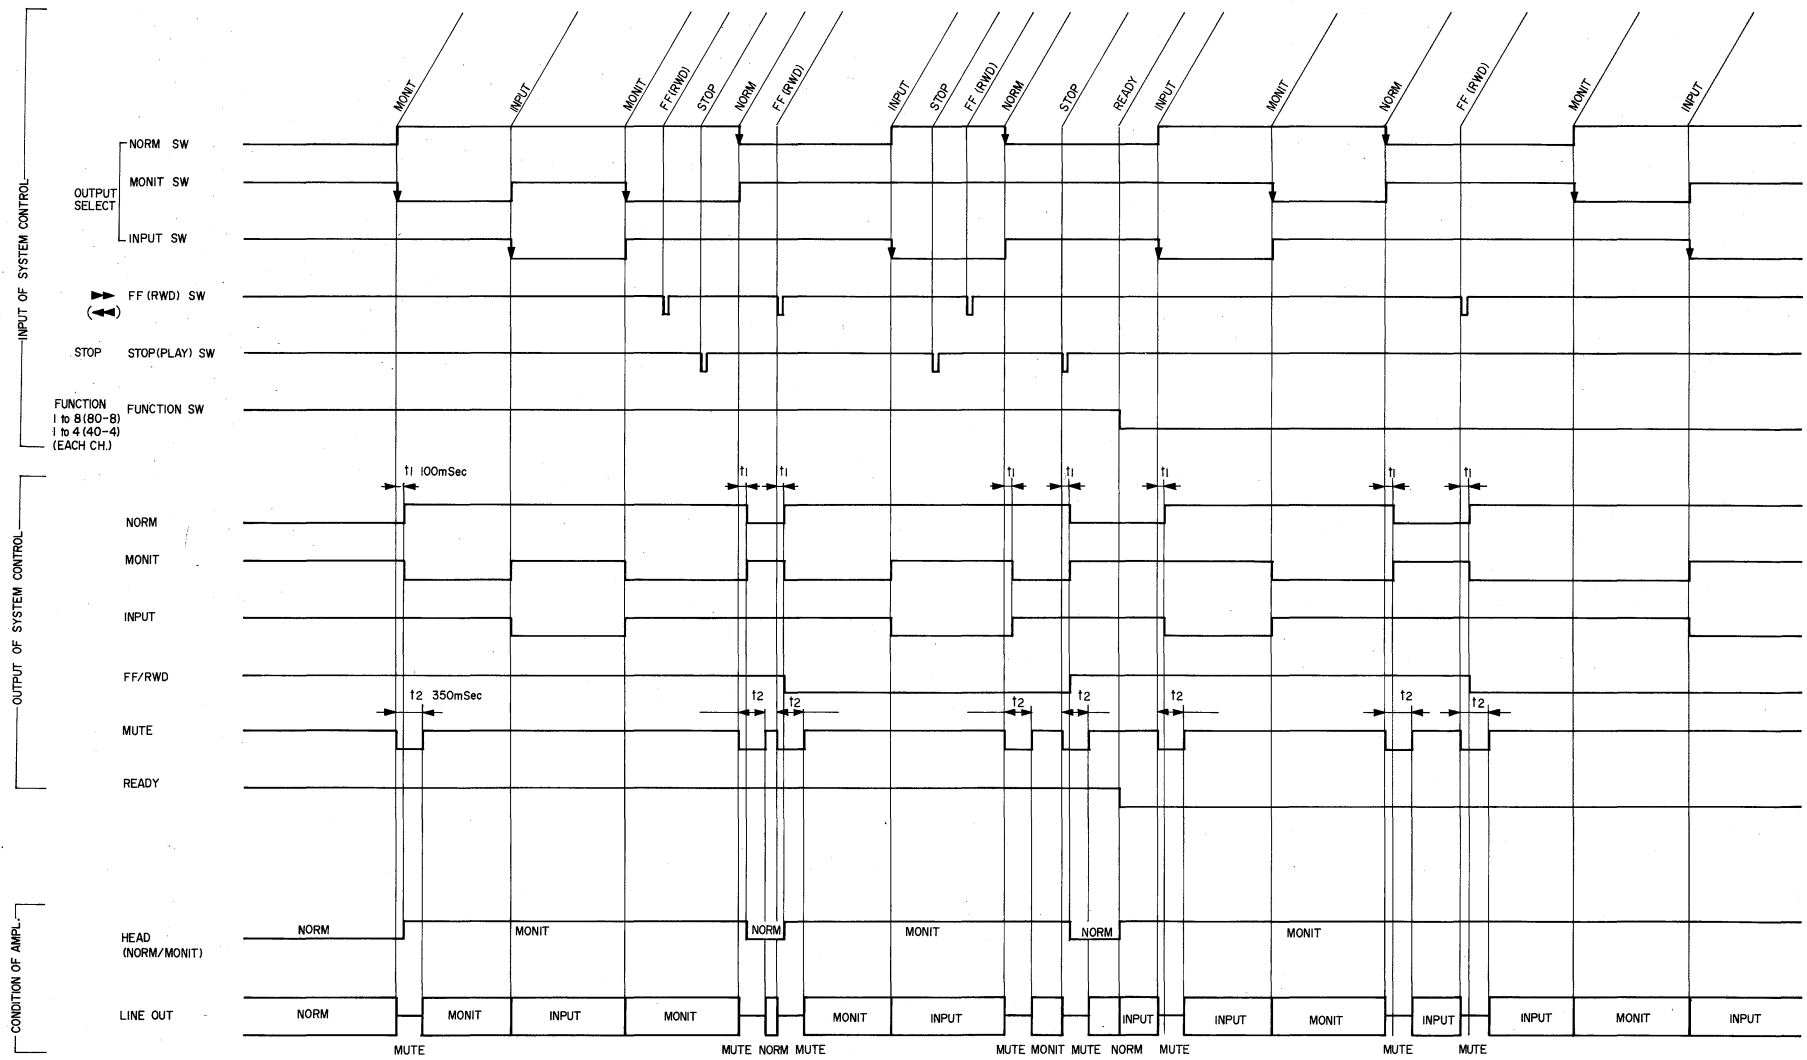 MONIT INPUT MONIT FF(RWD) STOP NORM FF(RWD) INPUT STOP FF(RWD) NORM STOP READY INPUT MONIT NORM FF(RWD) MONIT INPUT
INPUT OF SYSTEM CONTROL
OUTPUT
SELECT
NORM SW
MONIT SW
INPUT SW
FF(RWD) SW
STOP STOP(PLAY) SW
FUNCTION
1 to 8(80-8)
1 to 4(40-4)
(EACH CH.)
FUNCTION SW
OUTPUT OF SYSTEM CONTROL
t1 100mSec t1 t1 t1 t1 t1 t1 t1
NORM
MONIT
INPUT
FF/RWD
t2 350mSec t2 t2 t2 t2 t2 t2 t2
MUTE
READY
CONDITION OF AMPL.
HEAD
(NORM/MONIT)
NORM MONIT NORM MONIT NORM MONIT
LINE OUT NORM MONIT INPUT MONIT MONIT INPUT INPUT INPUT MONIT INPUT INPUT MONIT INPUT
MUTE MUTE NORM MUTE MUTE MONIT MUTE NORM MUTE MUTE MUTE